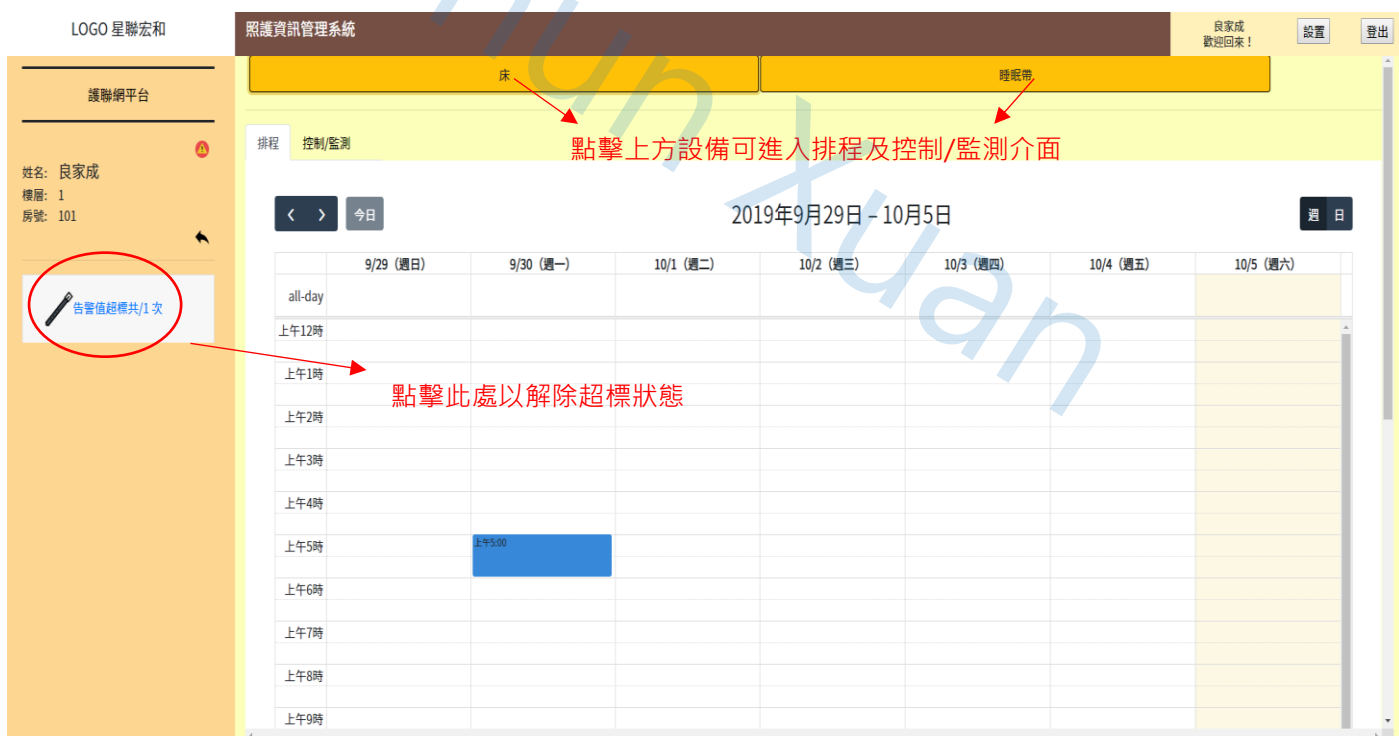 LOGO 星聯宏和
照護資訊管理系統
良家成
歡迎回來！
設置
登出
護聯網平台
姓名: 良家成
樓層: 1
房號: 101
告警值超標共/1 次
床
睡眠帶
點擊上方設備可進入排程及控制/監測介面
排程
控制/監測
今日
2019年9月29日 – 10月5日
週
日
9/29（週日）
9/30（週一）
10/1（週二）
10/2（週三）
10/3（週四）
10/4（週五）
10/5（週六）
all-day
上午12時
上午1時
點擊此處以解除超標狀態
上午2時
上午3時
上午4時
上午5時
上午5:00
上午6時
上午7時
上午8時
上午9時
un Xuan